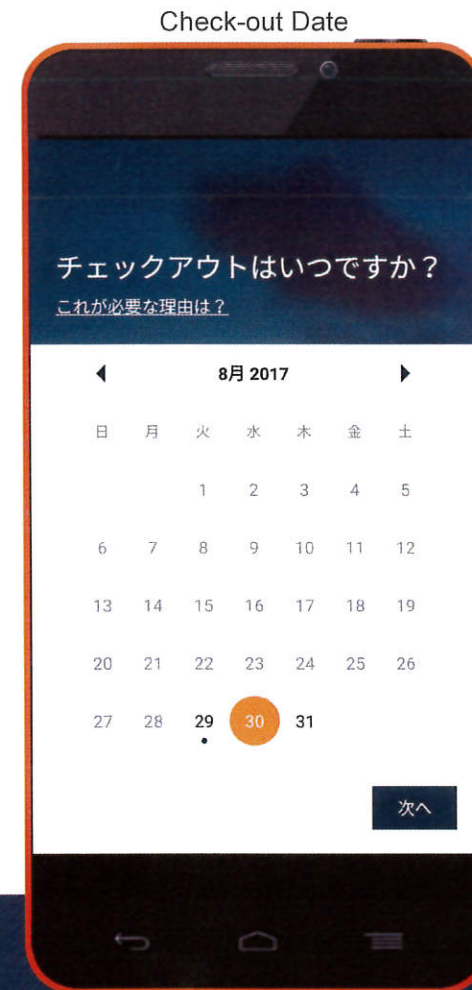 Check-out Date
チェックアウトはいつですか？
これが必要な理由は？
8月 2017
日 月 火 水 木 金 土
1 2 3 4 5
6 7 8 9 10 11 12
13 14 15 16 17 18 19
20 21 22 23 24 25 26
27 28 29 30 31
次へ